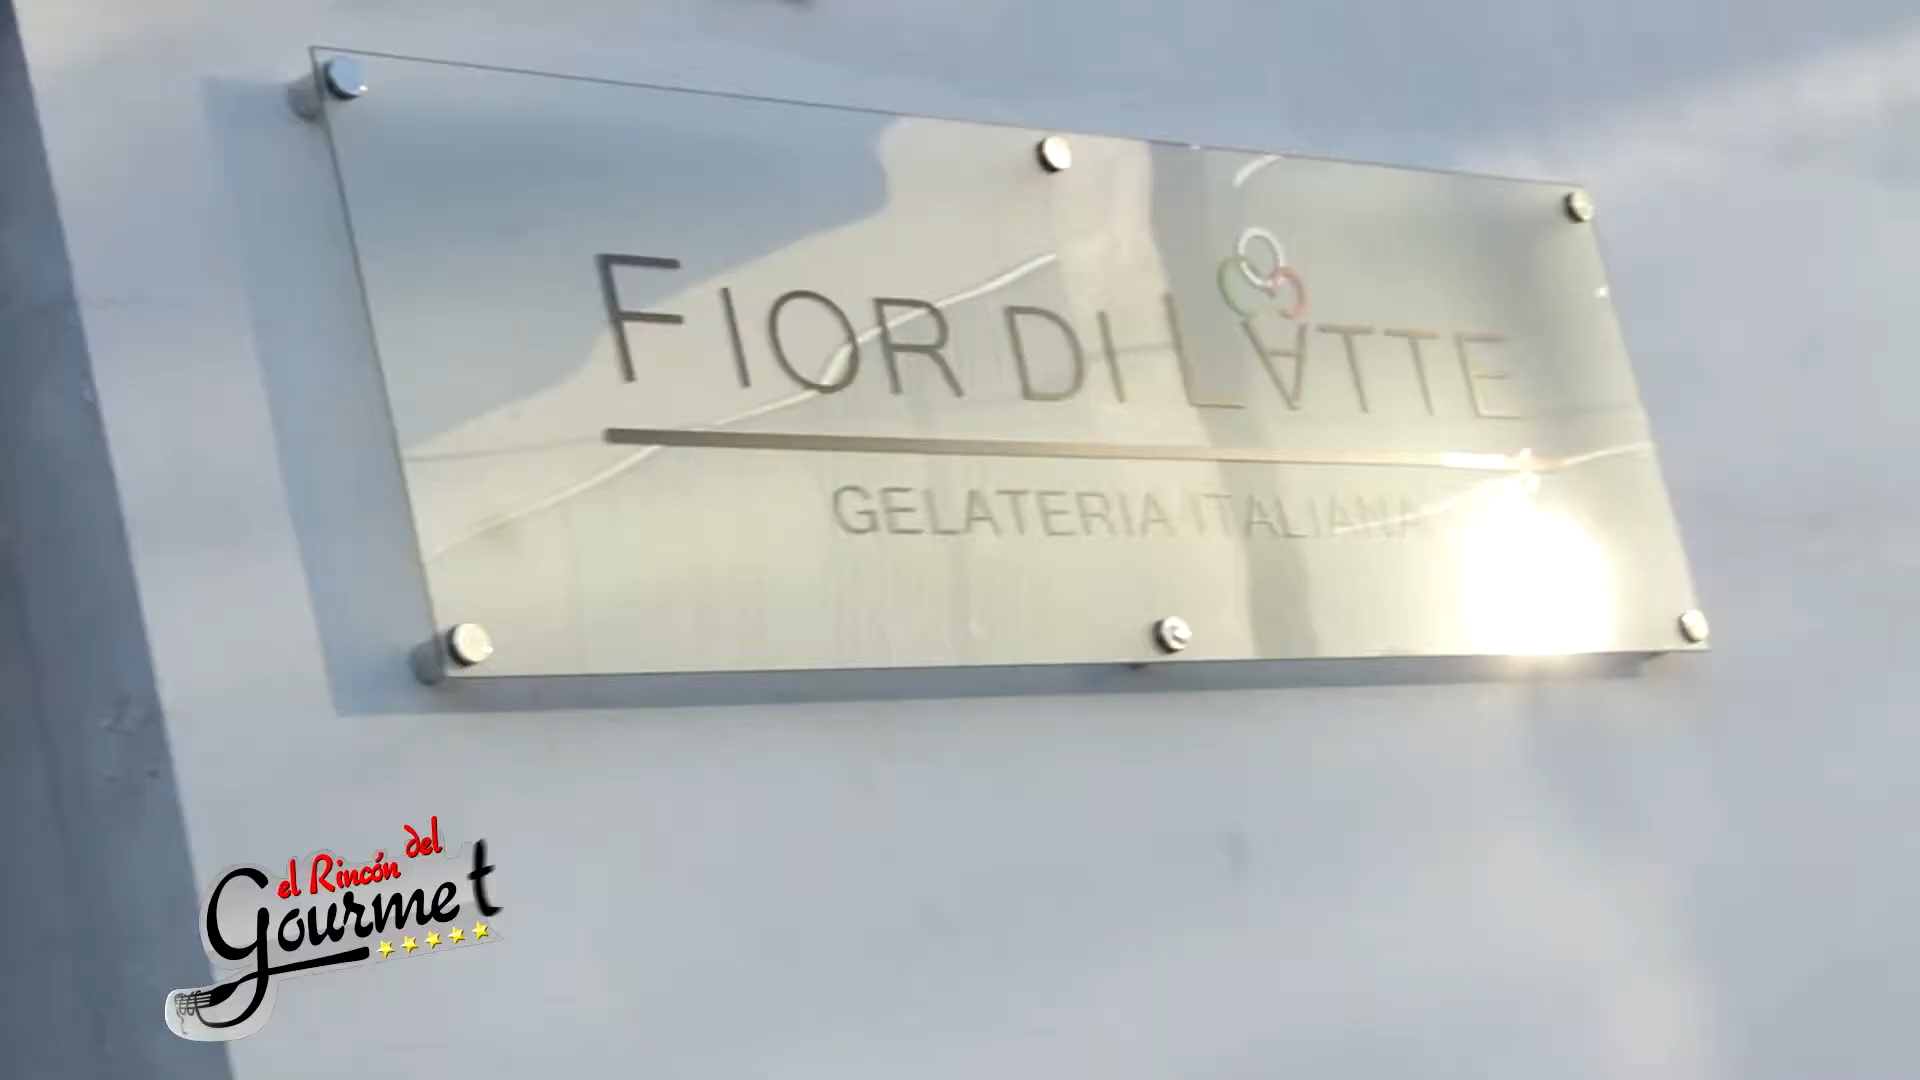 FIOR DI LATTE
GELATERIA ITALIANA
el Rincón del
Gourmet